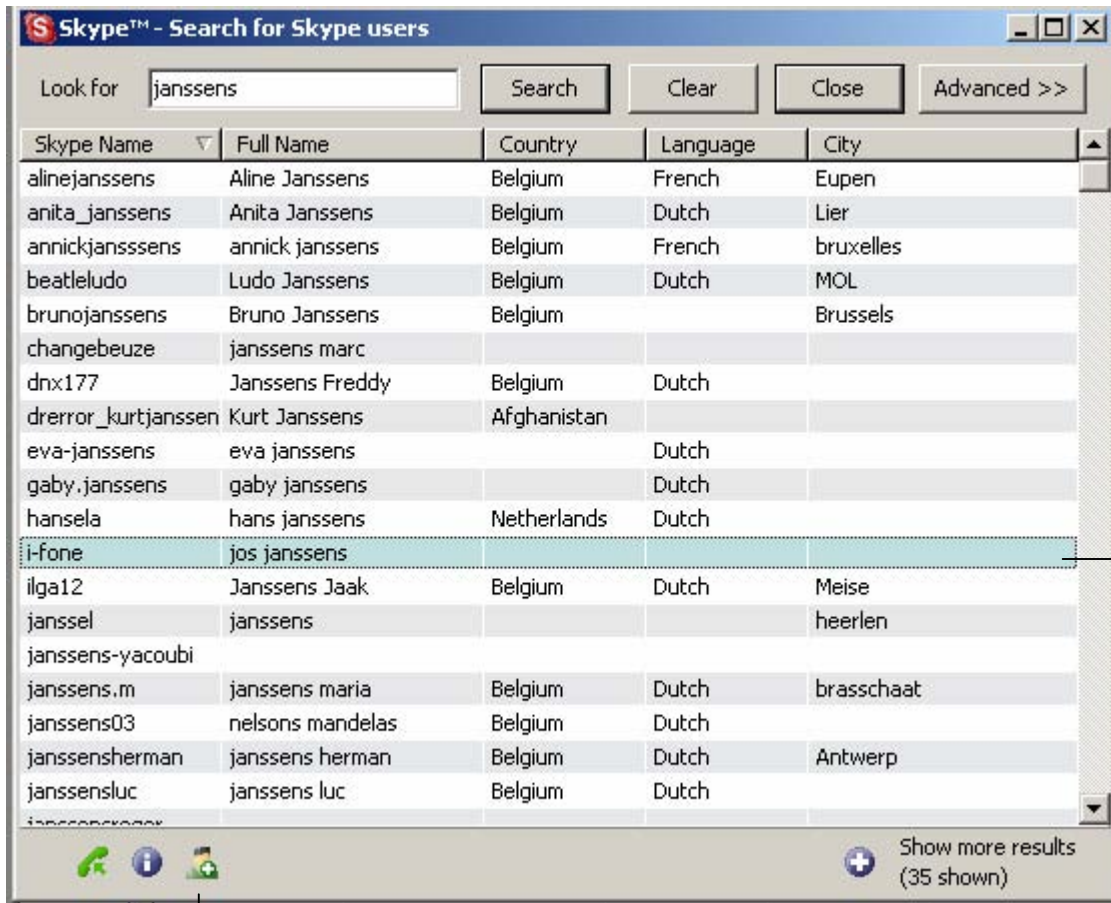 Skype™ - Search for Skype users
Look for janssens Search Clear Close Advanced >>
Skype Name Full Name Country Language City
alinejanssens Aline Janssens Belgium French Eupen
anita_janssens Anita Janssens Belgium Dutch Lier
annickjansssens annick janssens Belgium French bruxelles
beatleludo Ludo Janssens Belgium Dutch MOL
brunojanssens Bruno Janssens Belgium Brussels
changebeuze janssens marc
dnx177 Janssens Freddy Belgium Dutch
drerror_kurtjanssen Kurt Janssens Afghanistan
eva-janssens eva janssens Dutch
gaby.janssens gaby janssens Dutch
hansela hans janssens Netherlands Dutch
i-fone jos janssens
ilga12 Janssens Jaak Belgium Dutch Meise
janssel janssens heerlen
janssens-yacoubi
janssens.m janssens maria Belgium Dutch brasschaat
janssens03 nelsons mandelas Belgium Dutch
janssensherman janssens herman Belgium Dutch Antwerp
janssensluc janssens luc Belgium Dutch
Show more results
(35 shown)